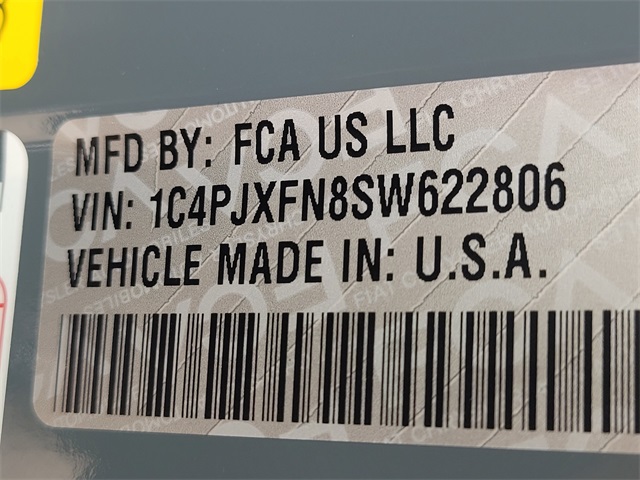 MFD BY: FCA US LLC
VIN: 1C4PJXFN8SW622806
VEHICLE MADE IN: U.S.A.